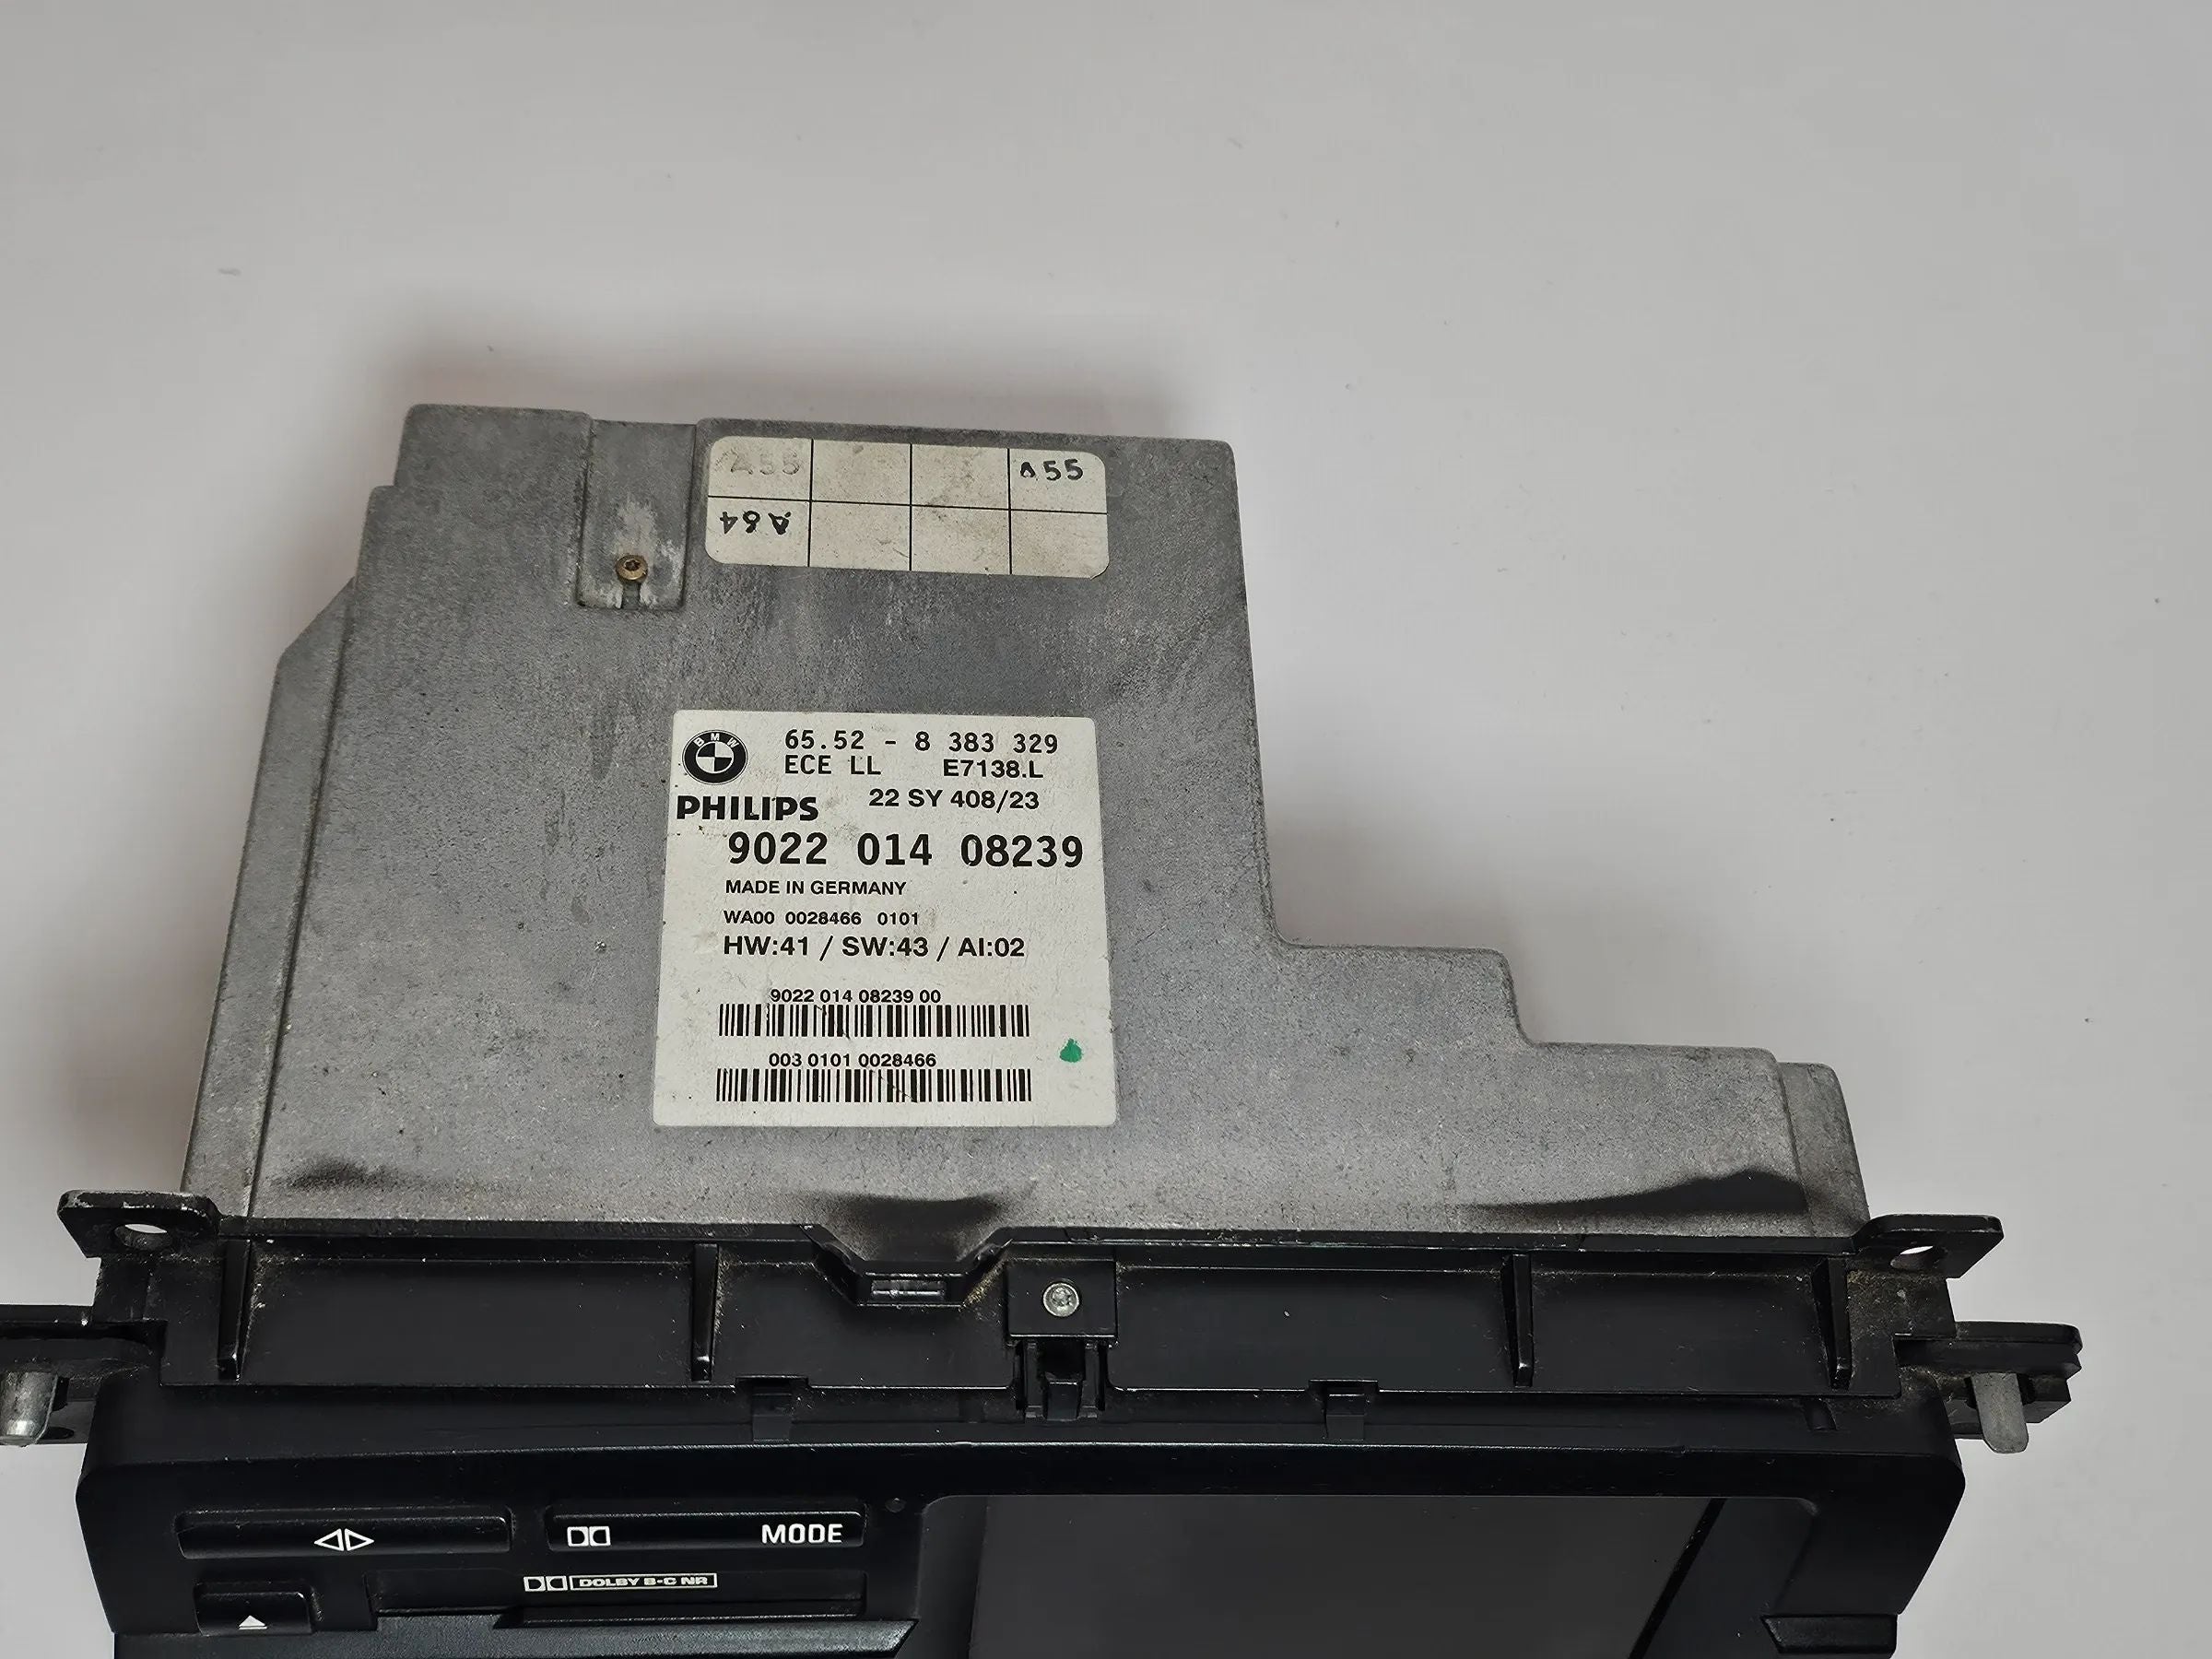 A55 A55
A64
BMW
65.52 - 8 383 329
ECE LL E7138.L
PHILIPS 22 SY 408/23
9022 014 08239
MADE IN GERMANY
WA00 0028466 0101
HW:41 / SW:43 / AI:02
9022 014 08239 00
003 0101 0028466
MODE
DOLBY B-C NR